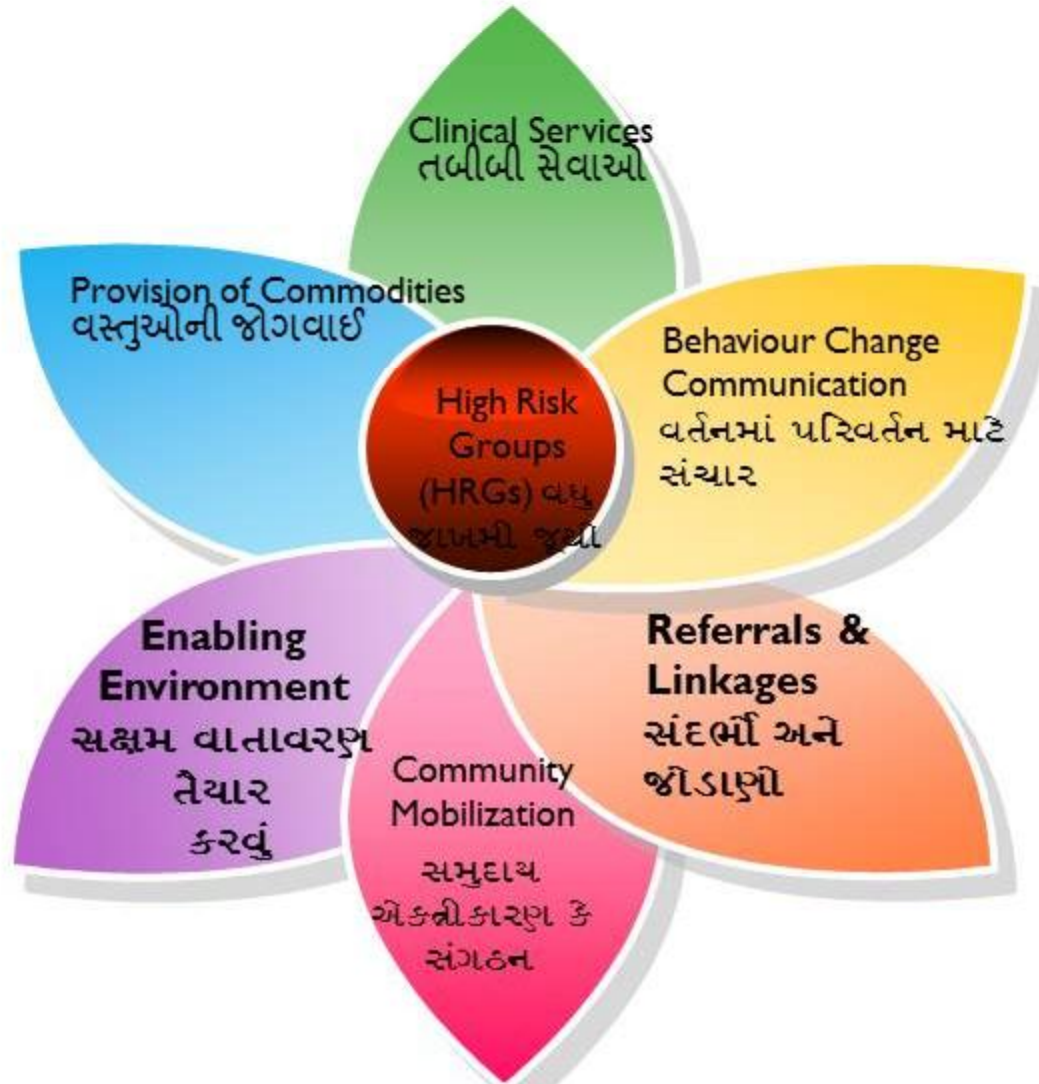 Clinical Services
તબીબી સેવાઓ
Provision of Commodities
વસ્તુઓની જોગવાઈ
Behaviour Change
Communication
વર્તનમાં પરિવર્તન માટે
સંચાર
High Risk
Groups
(HRGs) વધુ
જોખમી જૂથો
Enabling
Environment
સક્ષમ વાતાવરણ
તૈયાર
કરવું
Referrals &
Linkages
સંદર્ભો અને
જોડાણો
Community
Mobilization
સમુદાય
એકત્રીકારણ કે
સંગઠન